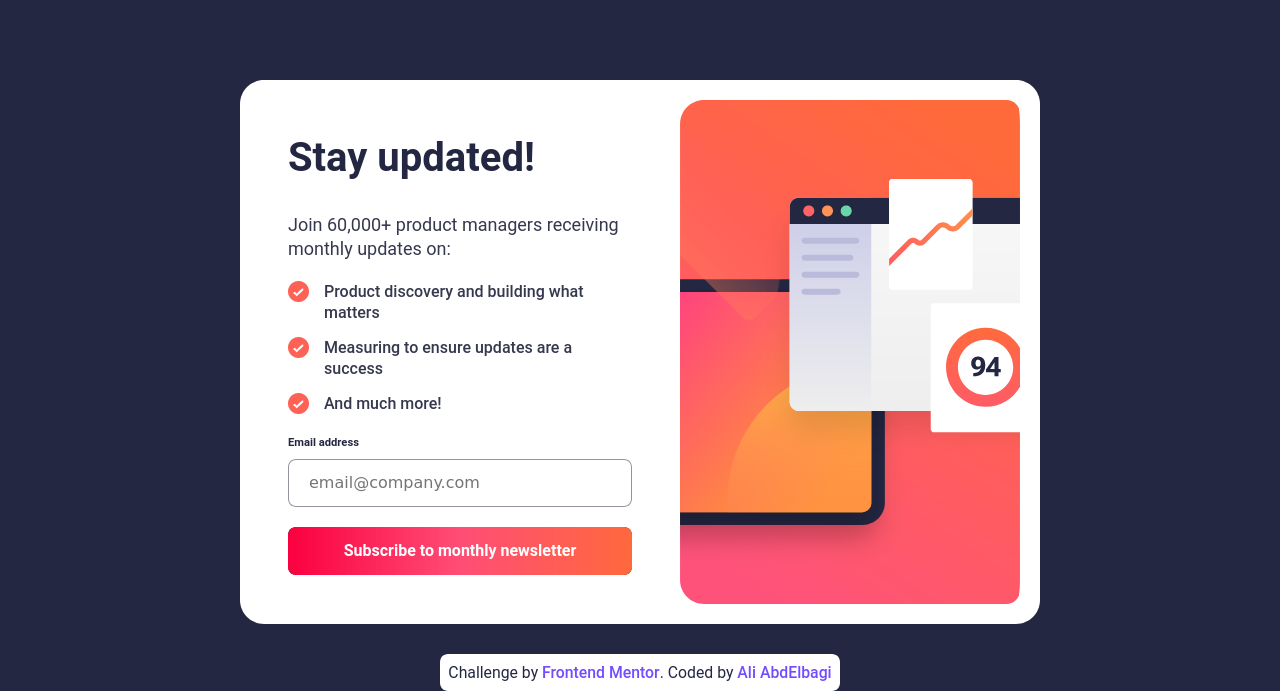 Stay updated!
Join 60,000+ product managers receiving
monthly updates on:
Product discovery and building what
matters
Measuring to ensure updates are a
success
And much more!
Email address
email@company.com
Subscribe to monthly newsletter
94
Challenge by Frontend Mentor. Coded by Ali AbdElbagi